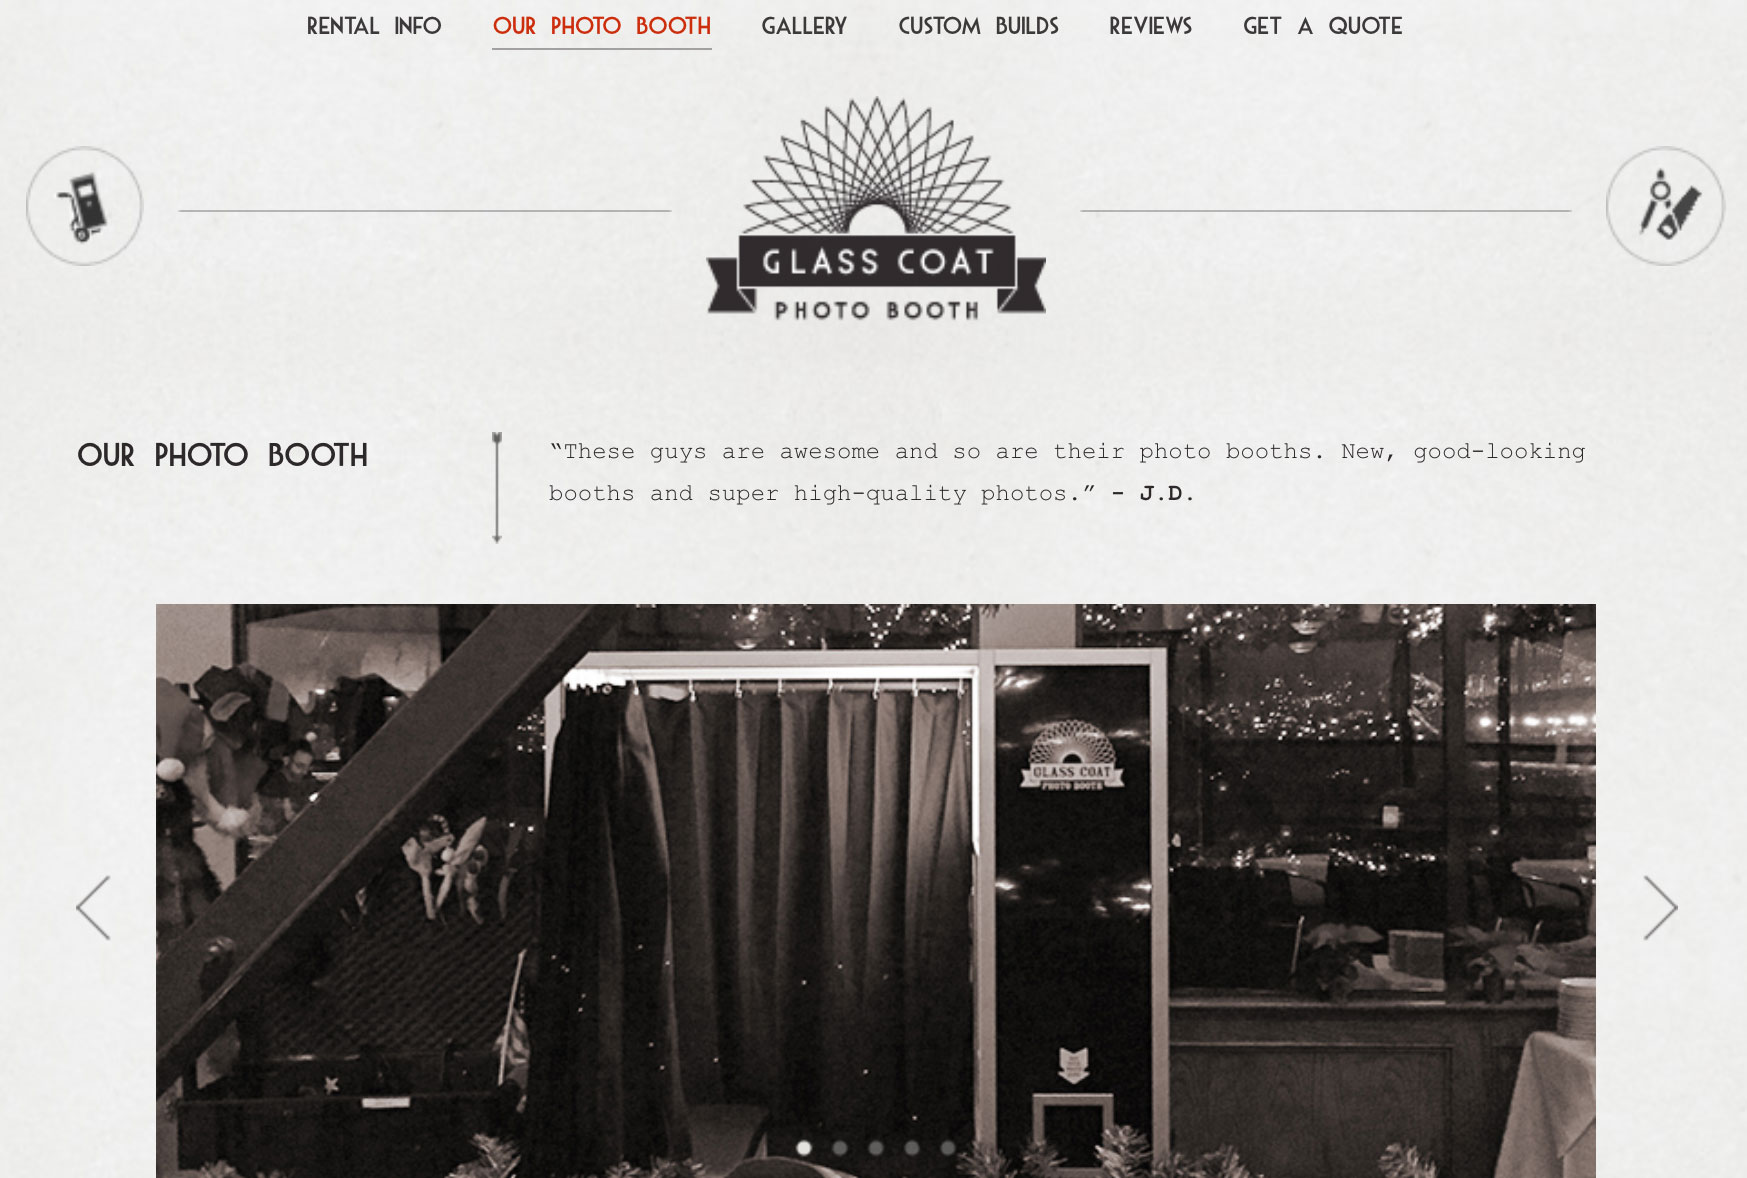 RENTAL INFO
OUR PHOTO BOOTH
GALLERY
CUSTOM BUILDS
REVIEWS
GET A QUOTE
GLASS COAT
PHOTO BOOTH
OUR PHOTO BOOTH
“These guys are awesome and so are their photo booths. New, good-looking
booths and super high-quality photos.” - J.D.
GLASS COAT
PHOTO BOOTH